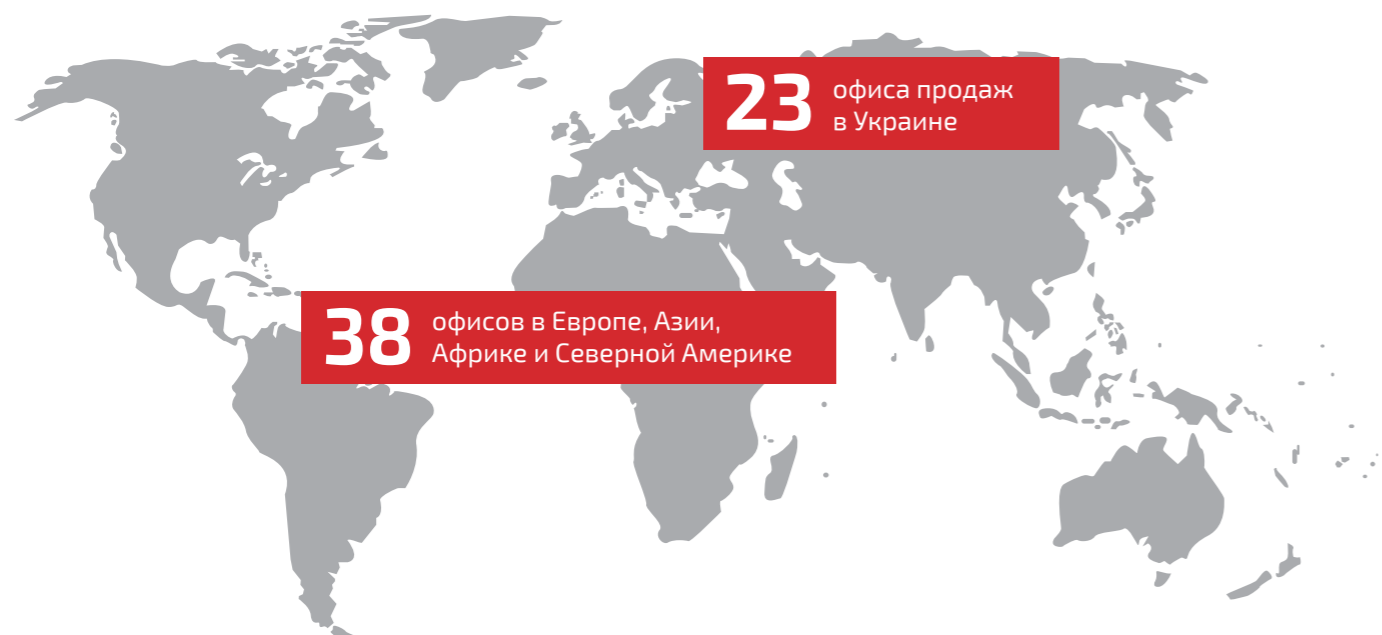 23
офиса продаж
в Украине
38
офисов в Европе, Азии,
Африке и Северной Америке